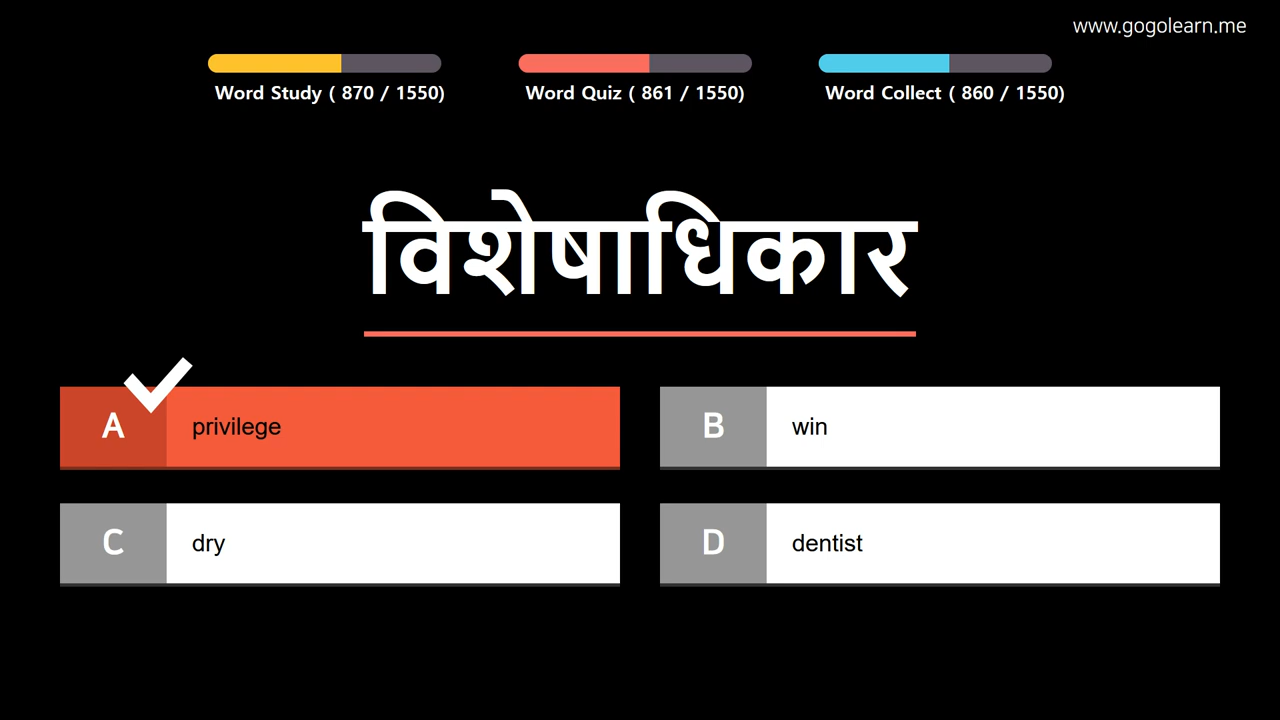 www.gogolearn.me
Word Study ( 870 / 1550)
Word Quiz ( 861 / 1550)
Word Collect ( 860 / 1550)
विशेषाधिकार
A privilege
B win
C dry
D dentist